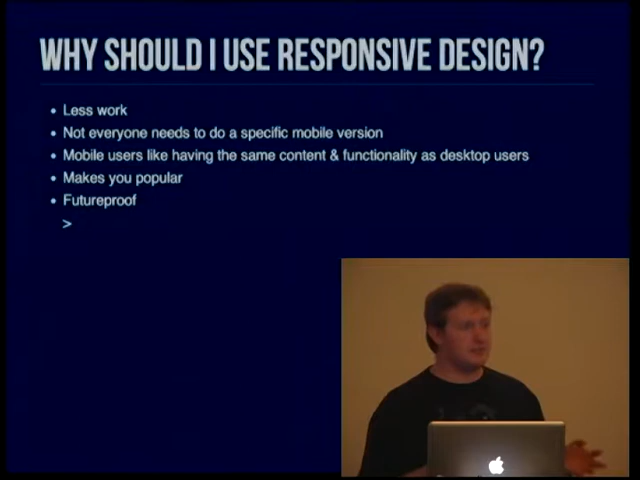 WHY SHOULD I USE RESPONSIVE DESIGN?
• Less work
• Not everyone needs to do a specific mobile version
• Mobile users like having the same content & functionality as desktop users
• Makes you popular
• Futureproof
>